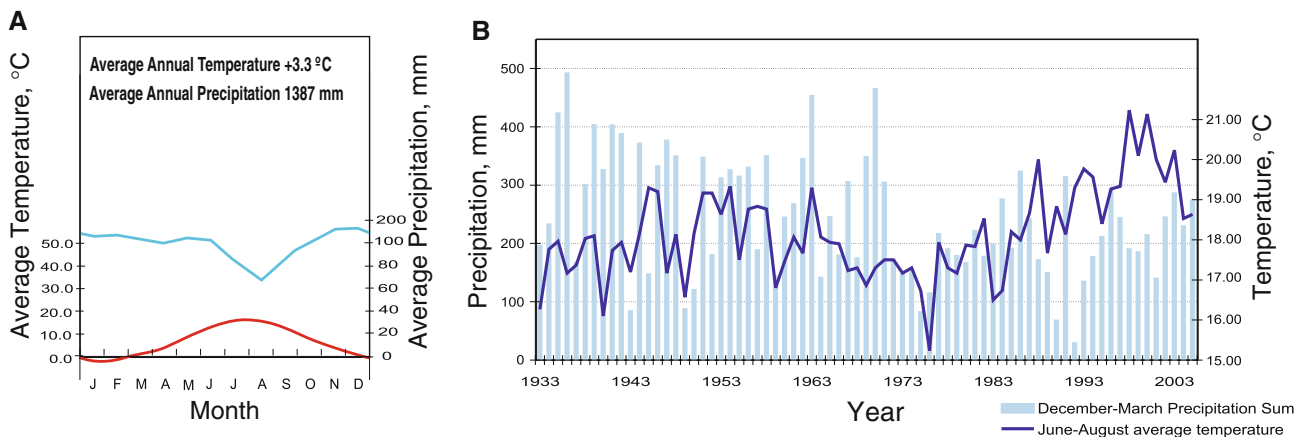 A
Average Annual Temperature +3.3 ºC
Average Annual Precipitation 1387 mm
Average Temperature, °C
50.0
40.0
30.0
20.0
10.0
0.0
Average Precipitation, mm
200
100
80
60
40
20
0
J F M A M J J A S O N D
Month
B
Precipitation, mm
500
400
300
200
100
0
Temperature, °C
21.00
20.00
19.00
18.00
17.00
16.00
15.00
1933 1943 1953 1963 1973 1983 1993 2003
Year
December-March Precipitation Sum
June-August average temperature